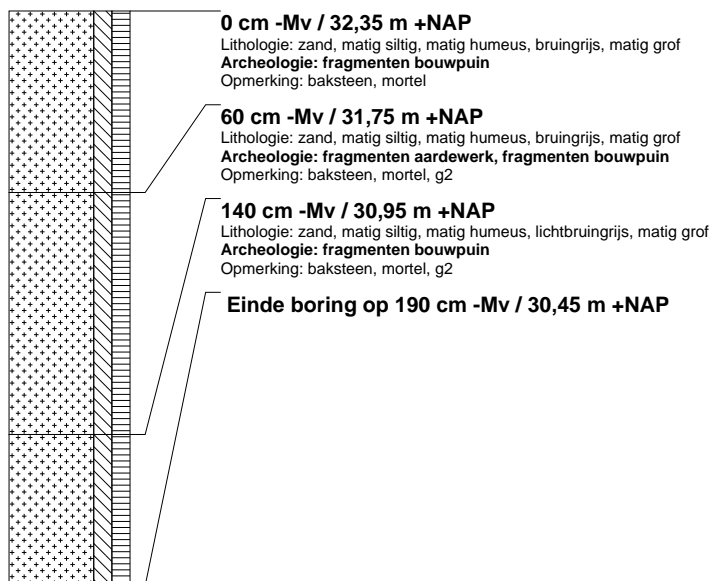 0 cm -Mv / 32,35 m +NAP
Lithologie: zand, matig siltig, matig humeus, bruingrijs, matig grof
Archeologie: fragmenten bouwpuin
Opmerking: baksteen, mortel
60 cm -Mv / 31,75 m +NAP
Lithologie: zand, matig siltig, matig humeus, bruingrijs, matig grof
Archeologie: fragmenten aardewerk, fragmenten bouwpuin
Opmerking: baksteen, mortel, g2
140 cm -Mv / 30,95 m +NAP
Lithologie: zand, matig siltig, matig humeus, lichtbruingrijs, matig grof
Archeologie: fragmenten bouwpuin
Opmerking: baksteen, mortel, g2
Einde boring op 190 cm -Mv / 30,45 m +NAP